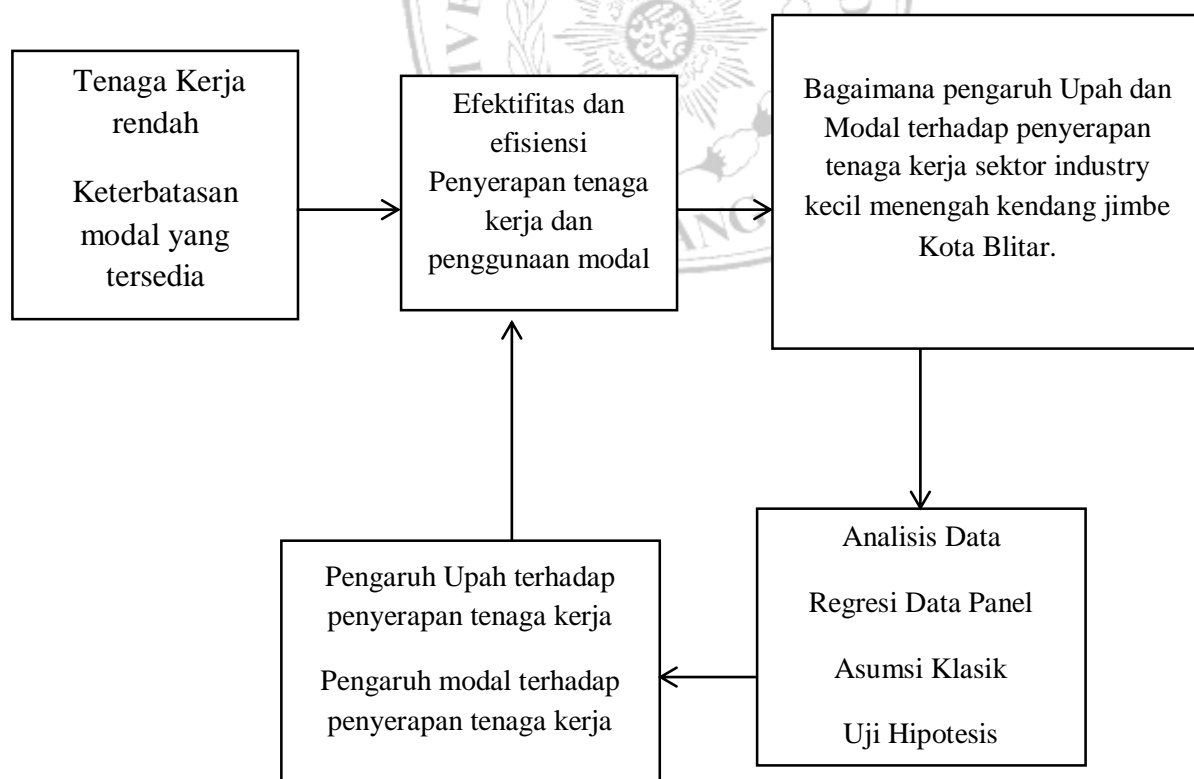 Tenaga Kerja
rendah
Keterbatasan
modal yang
tersedia
Efektifitas dan
efisiensi
Penyerapan tenaga
kerja dan
penggunaan modal
Bagaimana pengaruh Upah dan
Modal terhadap penyerapan
tenaga kerja sektor industry
kecil menengah kendang jimbe
Kota Blitar.
Analisis Data
Regresi Data Panel
Asumsi Klasik
Uji Hipotesis
Pengaruh Upah terhadap
penyerapan tenaga kerja
Pengaruh modal terhadap
penyerapan tenaga kerja